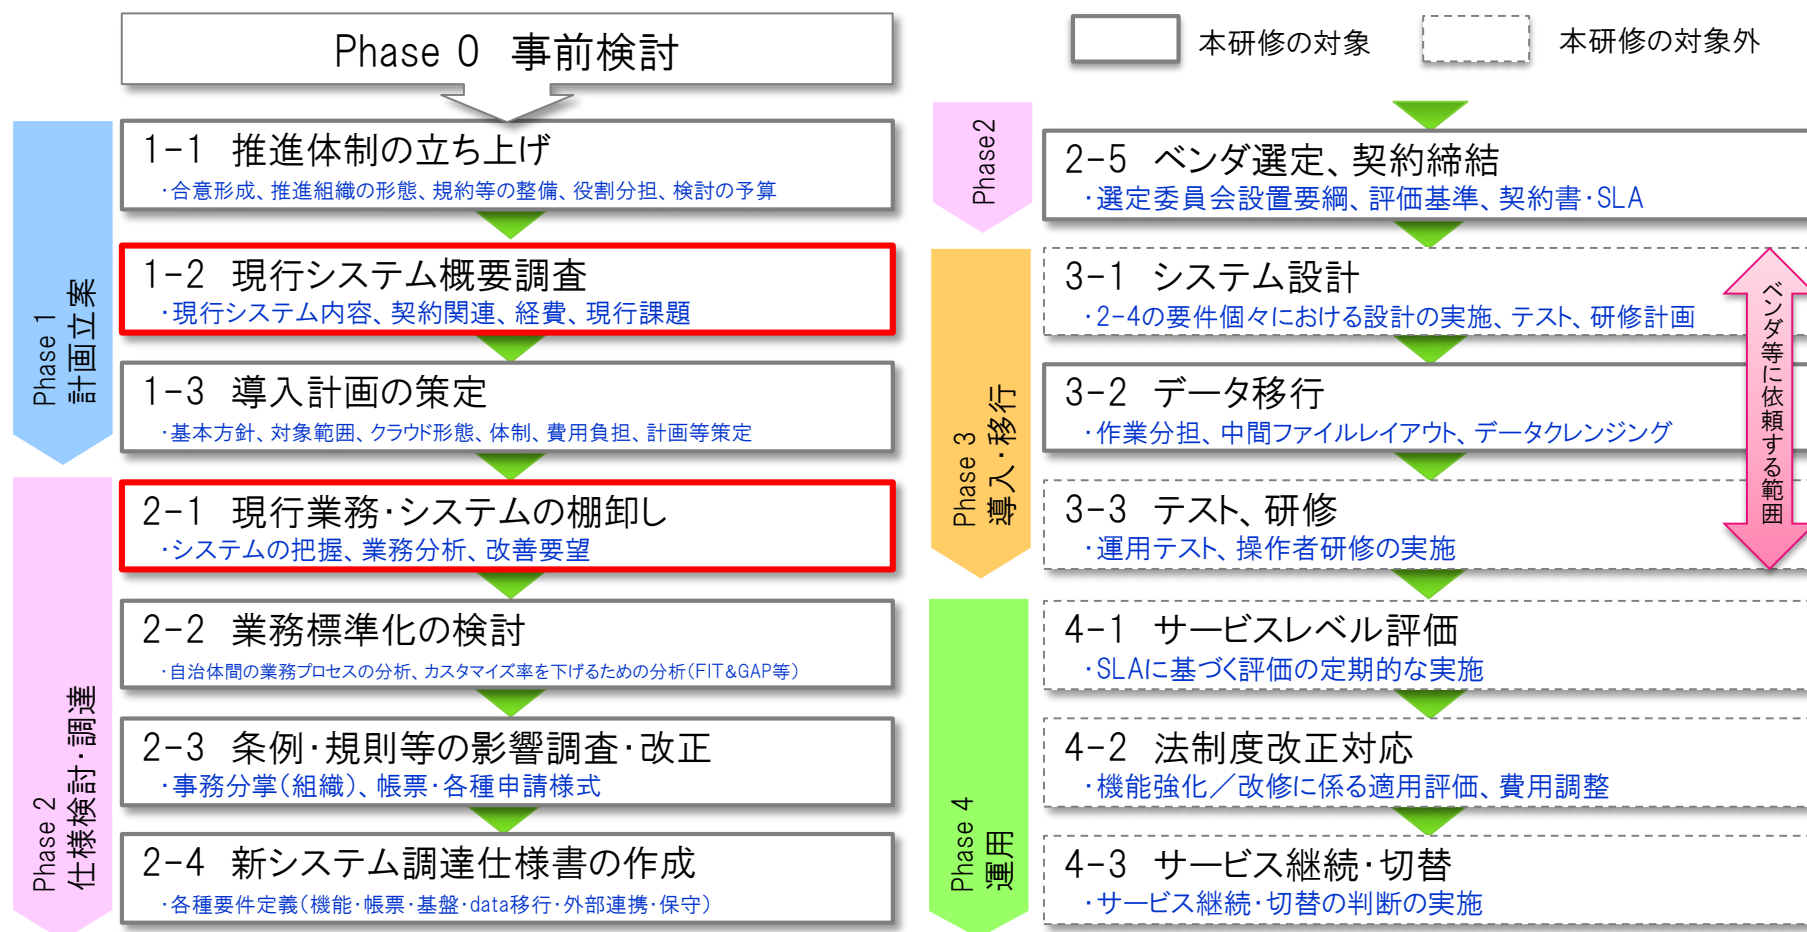 Phase 0 事前検討
Phase 1
計画立案
1-1 推進体制の立ち上げ
・合意形成、推進組織の形態、規約等の整備、役割分担、検討の予算
1-2 現行システム概要調査
・現行システム内容、契約関連、経費、現行課題
1-3 導入計画の策定
・基本方針、対象範囲、クラウド形態、体制、費用負担、計画等策定
Phase 2
仕様検討・調達
2-1 現行業務・システムの棚卸し
・システムの把握、業務分析、改善要望
2-2 業務標準化の検討
・自治体間の業務プロセスの分析、カスタマイズ率を下げるための分析(FIT&GAP等)
2-3 条例・規則等の影響調査・改正
・事務分掌(組織)、帳票・各種申請様式
2-4 新システム調達仕様書の作成
・各種要件定義(機能・帳票・基盤・data移行・外部連携・保守)
本研修の対象
本研修の対象外
Phase2
2-5 ベンダ選定、契約締結
・選定委員会設置要綱、評価基準、契約書・SLA
Phase 3
導入・移行
3-1 システム設計
・2-4の要件個々における設計の実施、テスト、研修計画
3-2 データ移行
・作業分担、中間ファイルレイアウト、データクレンジング
3-3 テスト、研修
・運用テスト、操作者研修の実施
ベンダ等に依頼する範囲
Phase 4
運用
4-1 サービスレベル評価
・SLAに基づく評価の定期的な実施
4-2 法制度改正対応
・機能強化／改修に係る適用評価、費用調整
4-3 サービス継続・切替
・サービス継続・切替の判断の実施